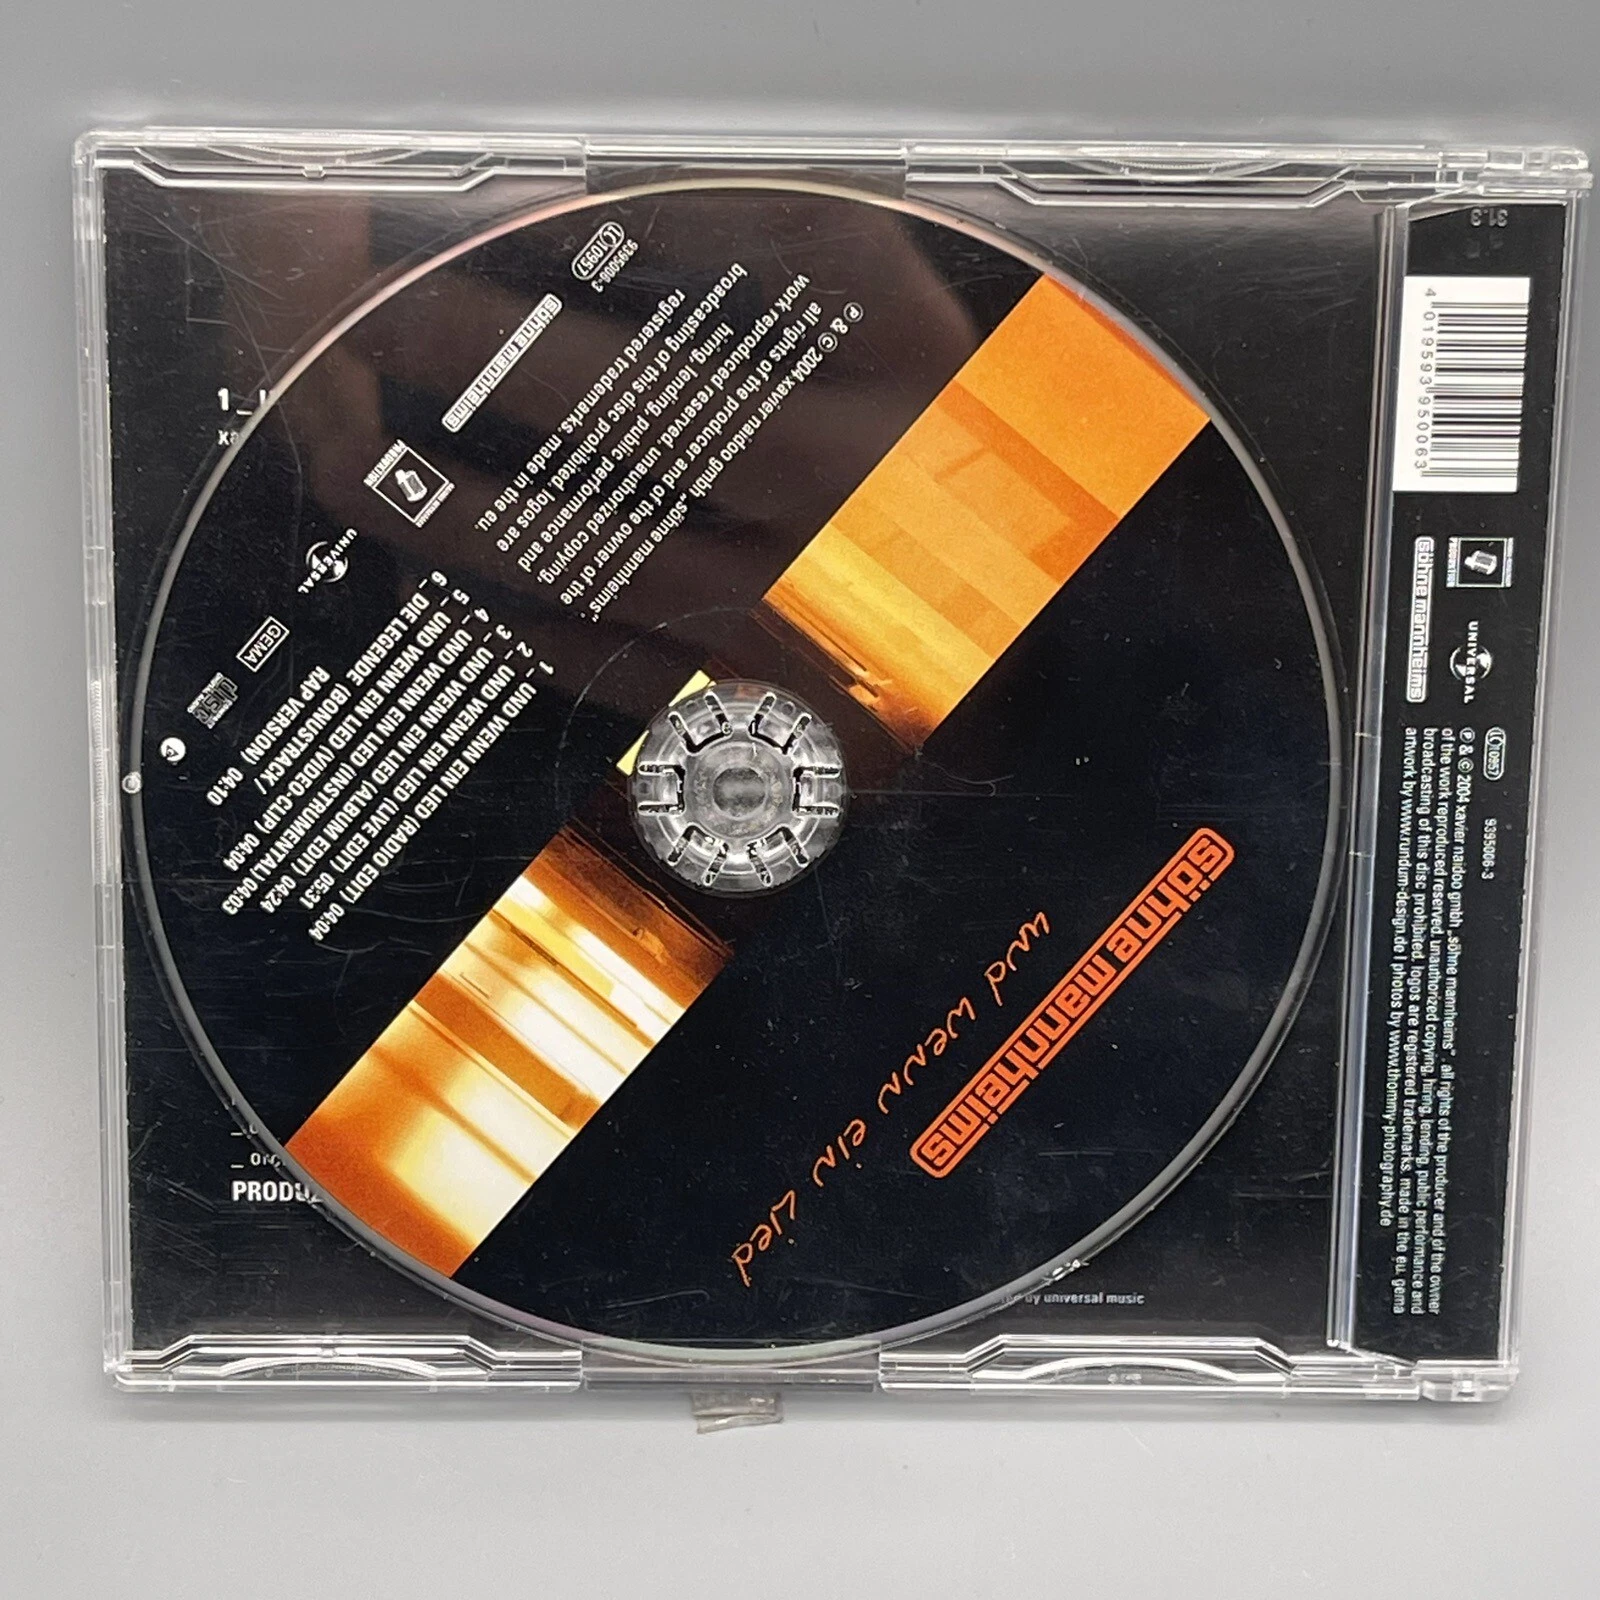 söhne mannheims
und wenn ein Lied
1 _ UND WENN EIN LIED (RADIO EDIT) 04:04
2 _ UND WENN EIN LIED (LIVE EDIT) 05:31
3 _ UND WENN EIN LIED (ALBUM EDIT) 04:24
4 _ UND WENN EIN LIED (INSTRUMENTAL) 04:03
5 _ UND WENN EIN LIED (VIDEO-CLIP) 04:04
6 _ DIE LEGENDE (BONUSTRACK/
RAP VERSION) 04:10
GEMA
disc
UNIVERSAL
söhne mannheims
LC 10957
9395006-3
℗ & © 2004 xavier naidoo gmbh „söhne mannheims“.
all rights of the producer and of the owner of the
work reproduced reserved. unauthorized copying,
hiring, lending, public performance and
broadcasting of this disc prohibited. logos are
registered trademarks. made in the eu.
1 _
xa
PRODUZ
by universal music
31.3
4 019593 950063
söhne mannheims
UNIVERSAL
LC 10957
9395006-3
℗ & © 2004 xavier naidoo gmbh „söhne mannheims“. all rights of the producer and of the owner
of the work reproduced reserved. unauthorized copying, hiring, lending, public performance and
broadcasting of this disc prohibited. logos are registered trademarks. made in the eu. gema
artwork by www.rundum-design.de I photos by www.thommy-photography.de